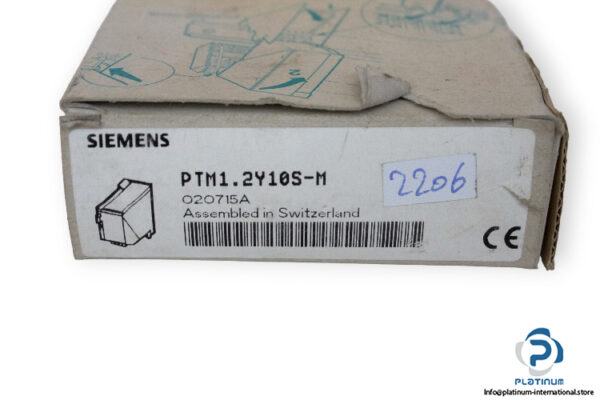 SIEMENS
PTM1.2Y10S-M
020715A
Assembled in Switzerland
2206
CE
PLATINUM
Info@platinum-international.store